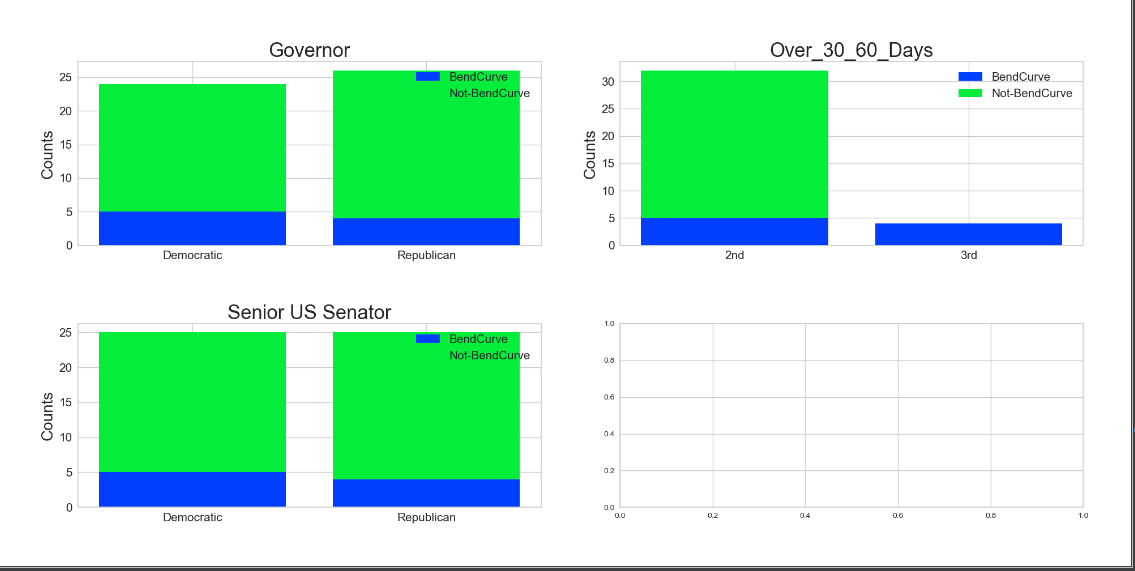 Governor
Counts
25
20
15
10
5
0
BendCurve
Not-BendCurve
Democratic
Republican
Over_30_60_Days
Counts
30
25
20
15
10
5
0
BendCurve
Not-BendCurve
2nd
3rd
Senior US Senator
Counts
25
20
15
10
5
0
BendCurve
Not-BendCurve
Democratic
Republican
1.0
0.8
0.6
0.4
0.2
0.0
0.0
0.2
0.4
0.6
0.8
1.0